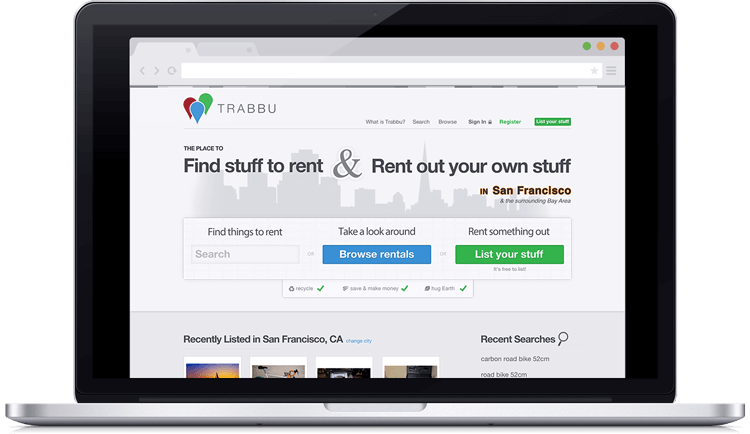 TRABBU
What is Trabbu? Search Browse Sign In Register List your stuff
THE PLACE TO
Find stuff to rent & Rent out your own stuff
IN San Francisco
& the surrounding Bay Area
Find things to rent Take a look around Rent something out
Search or Browse rentals or List your stuff
It's free to list!
recycle save & make money hug Earth
Recently Listed in San Francisco, CA change city Recent Searches
carbon road bike 52cm
road bike 52cm